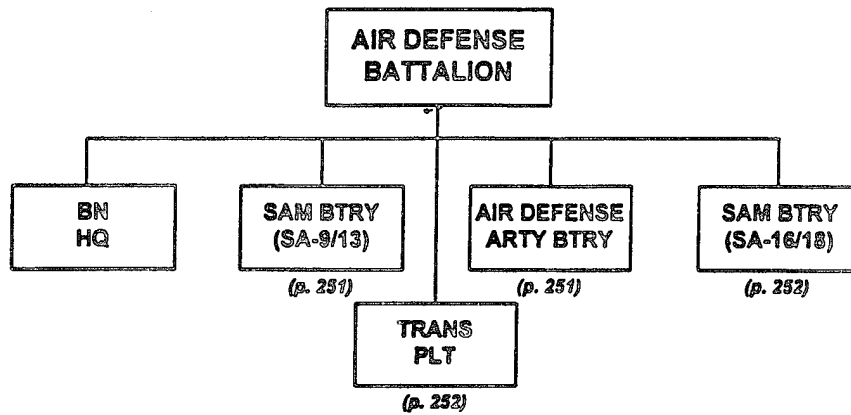 AIR DEFENSE
BATTALION
BN
HQ
SAM BTRY
(SA-9/13)
(p. 251)
AIR DEFENSE
ARTY BTRY
(p. 251)
SAM BTRY
(SA-16/18)
(p. 252)
TRANS
PLT
(p. 252)